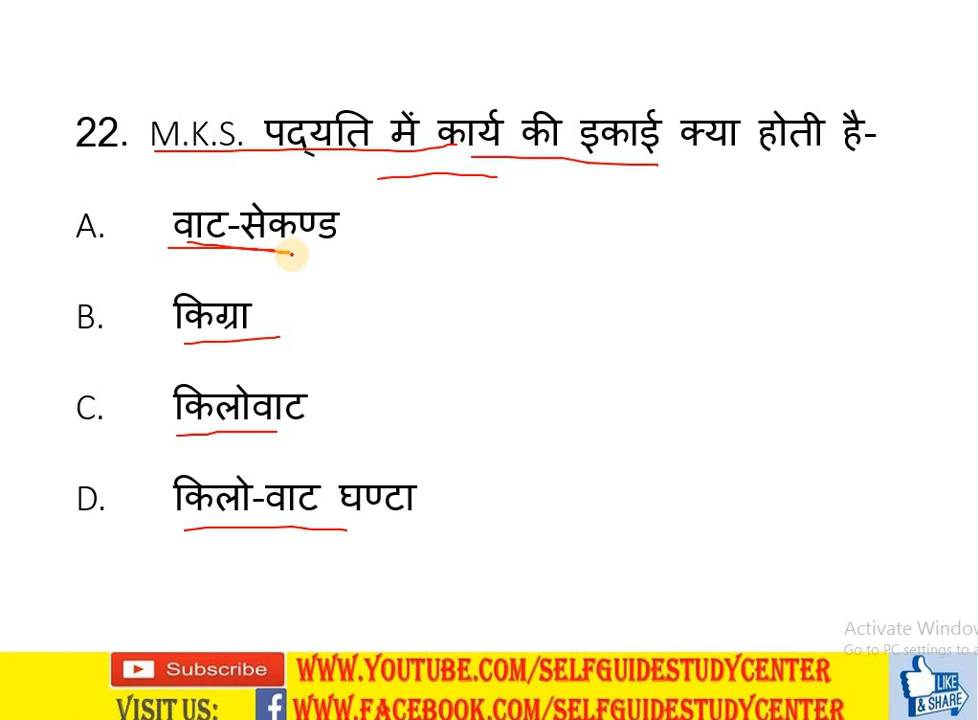 22. M.K.S. पद्यति में कार्य की इकाई क्या होती है-
A. वाट-सेकण्ड
B. किग्रा
C. किलोवाट
D. किलो-वाट घण्टा
Activate Window
Go to PC settings to a
Subscribe WWW.YOUTUBE.COM/SELFGUIDESTUDYCENTER
LIKE
& SHARE
VISIT US: f WWW.FACEBOOK.COM/SELFGUIDESTUDYCENTER